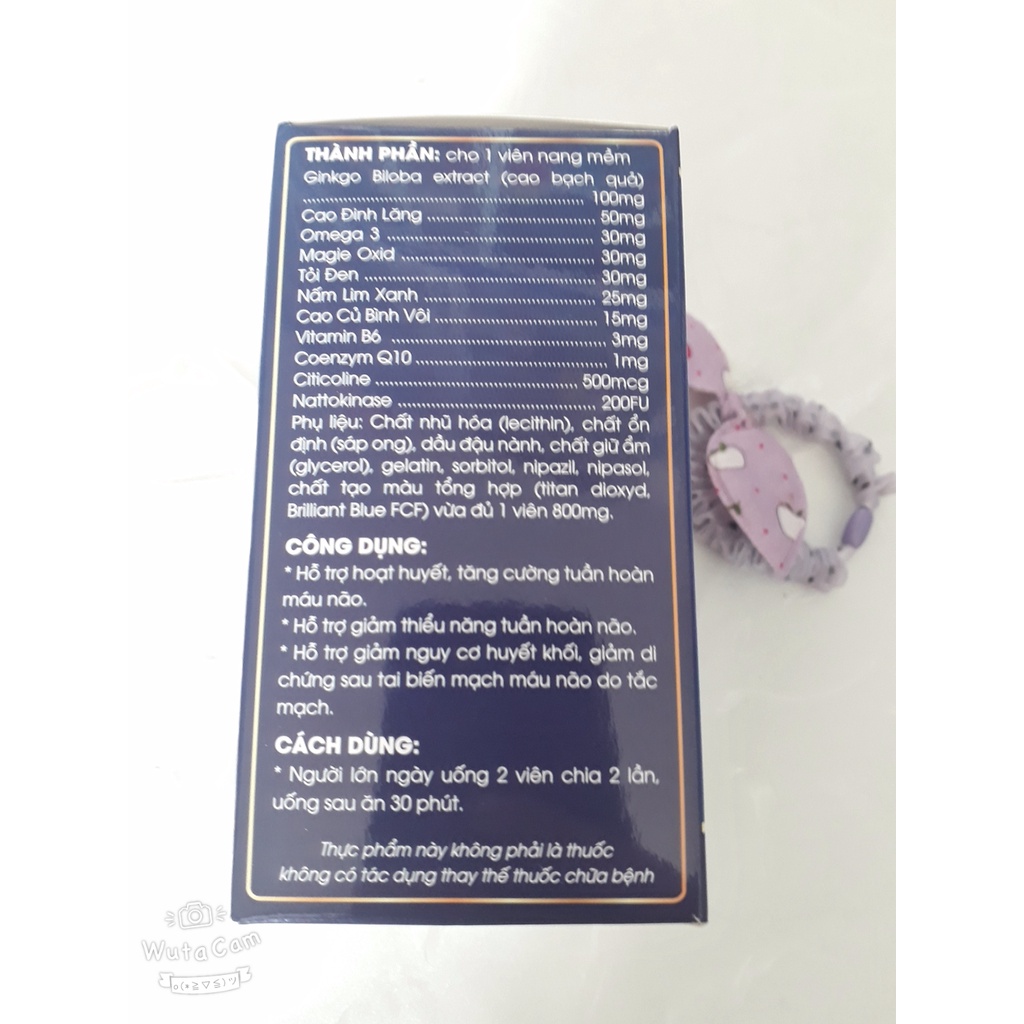 THÀNH PHẦN: cho 1 viên nang mềm
Ginkgo Biloba extract (cao bạch quả)
........................................................ 100mg
Cao Đinh Lăng .................................. 50mg
Omega 3 .......................................... 30mg
Magie Oxid ....................................... 30mg
Tỏi Đen .............................................. 30mg
Nấm Lim Xanh .................................. 25mg
Cao Củ Bình Vôi ................................ 15mg
Vitamin B6 ........................................ 3mg
Coenzym Q10 ................................... 1mg
Citicoline ...................................... 500mcg
Nattokinase .................................. 200FU
Phụ liệu: Chất nhũ hóa (lecithin), chất ổn
định (sáp ong), dầu đậu nành, chất giữ ẩm
(glycerol), gelatin, sorbitol, nipazil, nipasol,
chất tạo màu tổng hợp (titan dioxyd,
Brilliant Blue FCF) vừa đủ 1 viên 800mg.
CÔNG DỤNG:
* Hỗ trợ hoạt huyết, tăng cường tuần hoàn
máu não.
* Hỗ trợ giảm thiểu năng tuần hoàn não.
* Hỗ trợ giảm nguy cơ huyết khối, giảm di
chứng sau tai biến mạch máu não do tắc
mạch.
CÁCH DÙNG:
* Người lớn ngày uống 2 viên chia 2 lần,
uống sau ăn 30 phút.
Thực phẩm này không phải là thuốc
không có tác dụng thay thế thuốc chữa bệnh
WutaCam
o(*≧▽≦)ツ